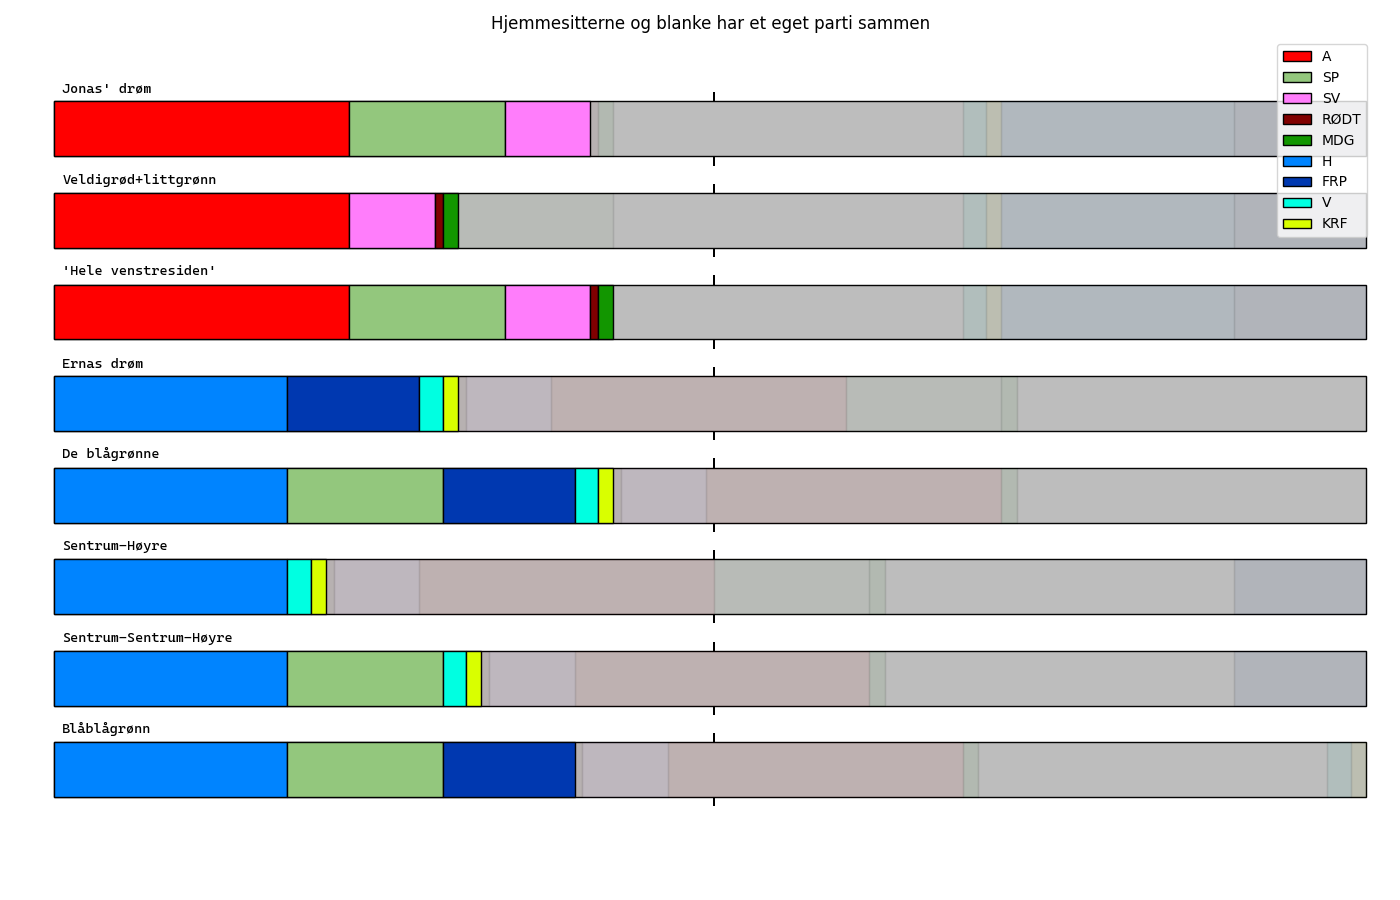 Hjemmesitterne og blanke har et eget parti sammen
A
SP
SV
RØDT
MDG
H
FRP
V
KRF
Jonas' drøm
Veldigrød+littgrønn
'Hele venstresiden'
Ernas drøm
De blågrønne
Sentrum-Høyre
Sentrum-Sentrum-Høyre
Blåblågrønn